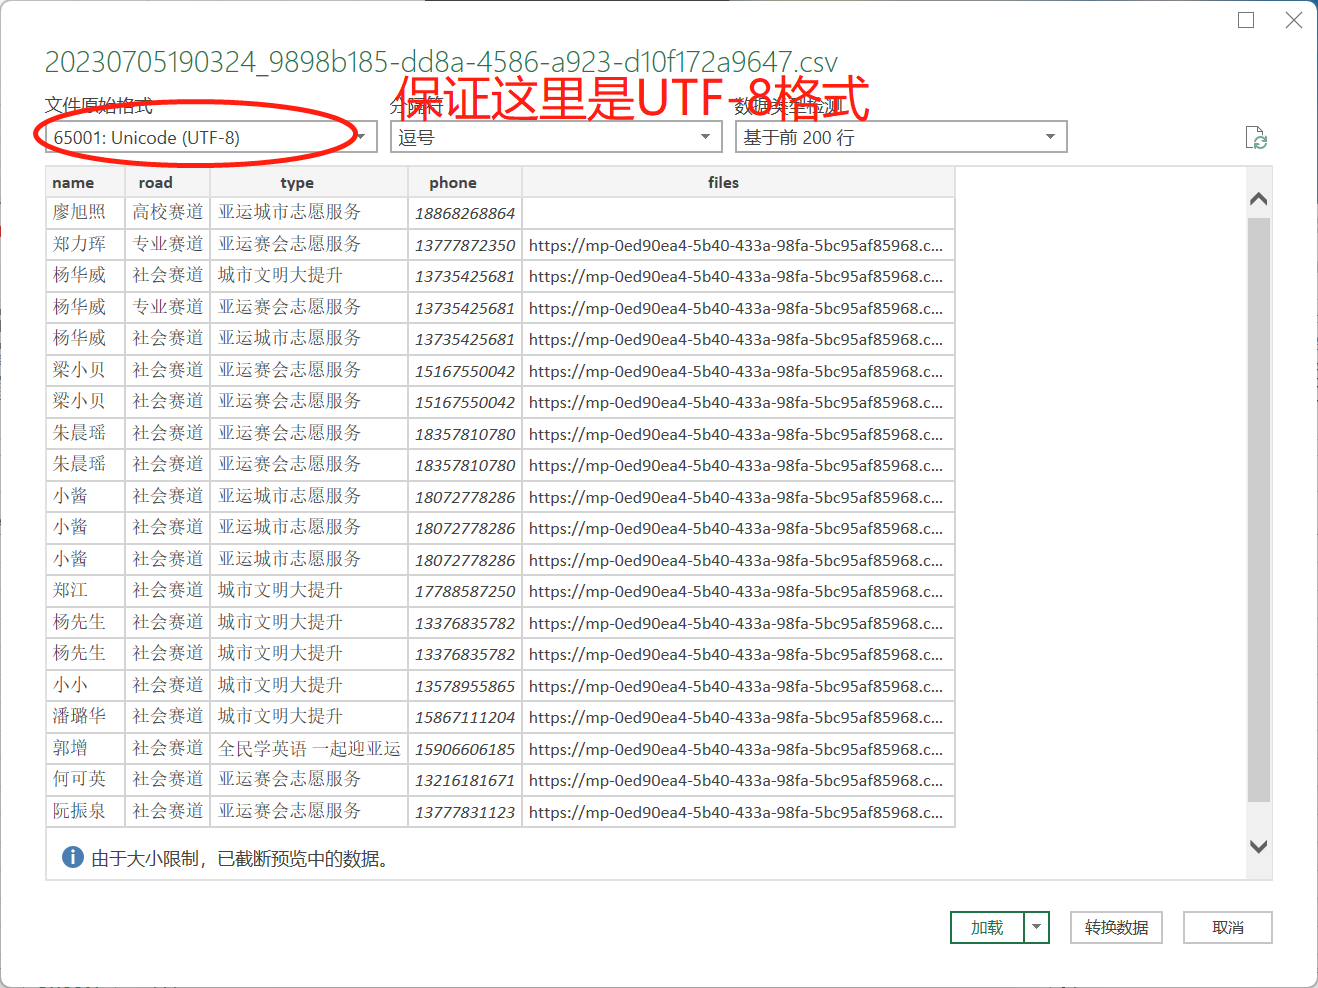 20230705190324_9898b185-dd8a-4586-a923-d10f172a9647.csv
保证这里是UTF-8格式
文件原始格式 分隔符 数据类型检测
65001: Unicode (UTF-8) 逗号 基于前 200 行
name road type phone files
廖旭照 高校赛道 亚运城市志愿服务 18868268864
郑力珲 专业赛道 亚运赛会志愿服务 13777872350 https://mp-0ed90ea4-5b40-433a-98fa-5bc95af85968.c...
杨华威 社会赛道 城市文明大提升 13735425681 https://mp-0ed90ea4-5b40-433a-98fa-5bc95af85968.c...
杨华威 专业赛道 亚运赛会志愿服务 13735425681 https://mp-0ed90ea4-5b40-433a-98fa-5bc95af85968.c...
杨华威 社会赛道 亚运城市志愿服务 13735425681 https://mp-0ed90ea4-5b40-433a-98fa-5bc95af85968.c...
梁小贝 社会赛道 亚运赛会志愿服务 15167550042 https://mp-0ed90ea4-5b40-433a-98fa-5bc95af85968.c...
梁小贝 社会赛道 亚运赛会志愿服务 15167550042 https://mp-0ed90ea4-5b40-433a-98fa-5bc95af85968.c...
朱晨瑶 社会赛道 亚运赛会志愿服务 18357810780 https://mp-0ed90ea4-5b40-433a-98fa-5bc95af85968.c...
朱晨瑶 社会赛道 亚运赛会志愿服务 18357810780 https://mp-0ed90ea4-5b40-433a-98fa-5bc95af85968.c...
小酱 社会赛道 亚运城市志愿服务 18072778286 https://mp-0ed90ea4-5b40-433a-98fa-5bc95af85968.c...
小酱 社会赛道 亚运城市志愿服务 18072778286 https://mp-0ed90ea4-5b40-433a-98fa-5bc95af85968.c...
小酱 社会赛道 亚运城市志愿服务 18072778286 https://mp-0ed90ea4-5b40-433a-98fa-5bc95af85968.c...
郑江 社会赛道 城市文明大提升 17788587250 https://mp-0ed90ea4-5b40-433a-98fa-5bc95af85968.c...
杨先生 社会赛道 城市文明大提升 13376835782 https://mp-0ed90ea4-5b40-433a-98fa-5bc95af85968.c...
杨先生 社会赛道 城市文明大提升 13376835782 https://mp-0ed90ea4-5b40-433a-98fa-5bc95af85968.c...
小小 社会赛道 城市文明大提升 13578955865 https://mp-0ed90ea4-5b40-433a-98fa-5bc95af85968.c...
潘璐华 社会赛道 城市文明大提升 15867111204 https://mp-0ed90ea4-5b40-433a-98fa-5bc95af85968.c...
郭增 社会赛道 全民学英语 一起迎亚运 15906606185 https://mp-0ed90ea4-5b40-433a-98fa-5bc95af85968.c...
何可英 社会赛道 亚运赛会志愿服务 13216181671 https://mp-0ed90ea4-5b40-433a-98fa-5bc95af85968.c...
阮振泉 社会赛道 亚运赛会志愿服务 13777831123 https://mp-0ed90ea4-5b40-433a-98fa-5bc95af85968.c...
由于大小限制，已截断预览中的数据。
加载 转换数据 取消